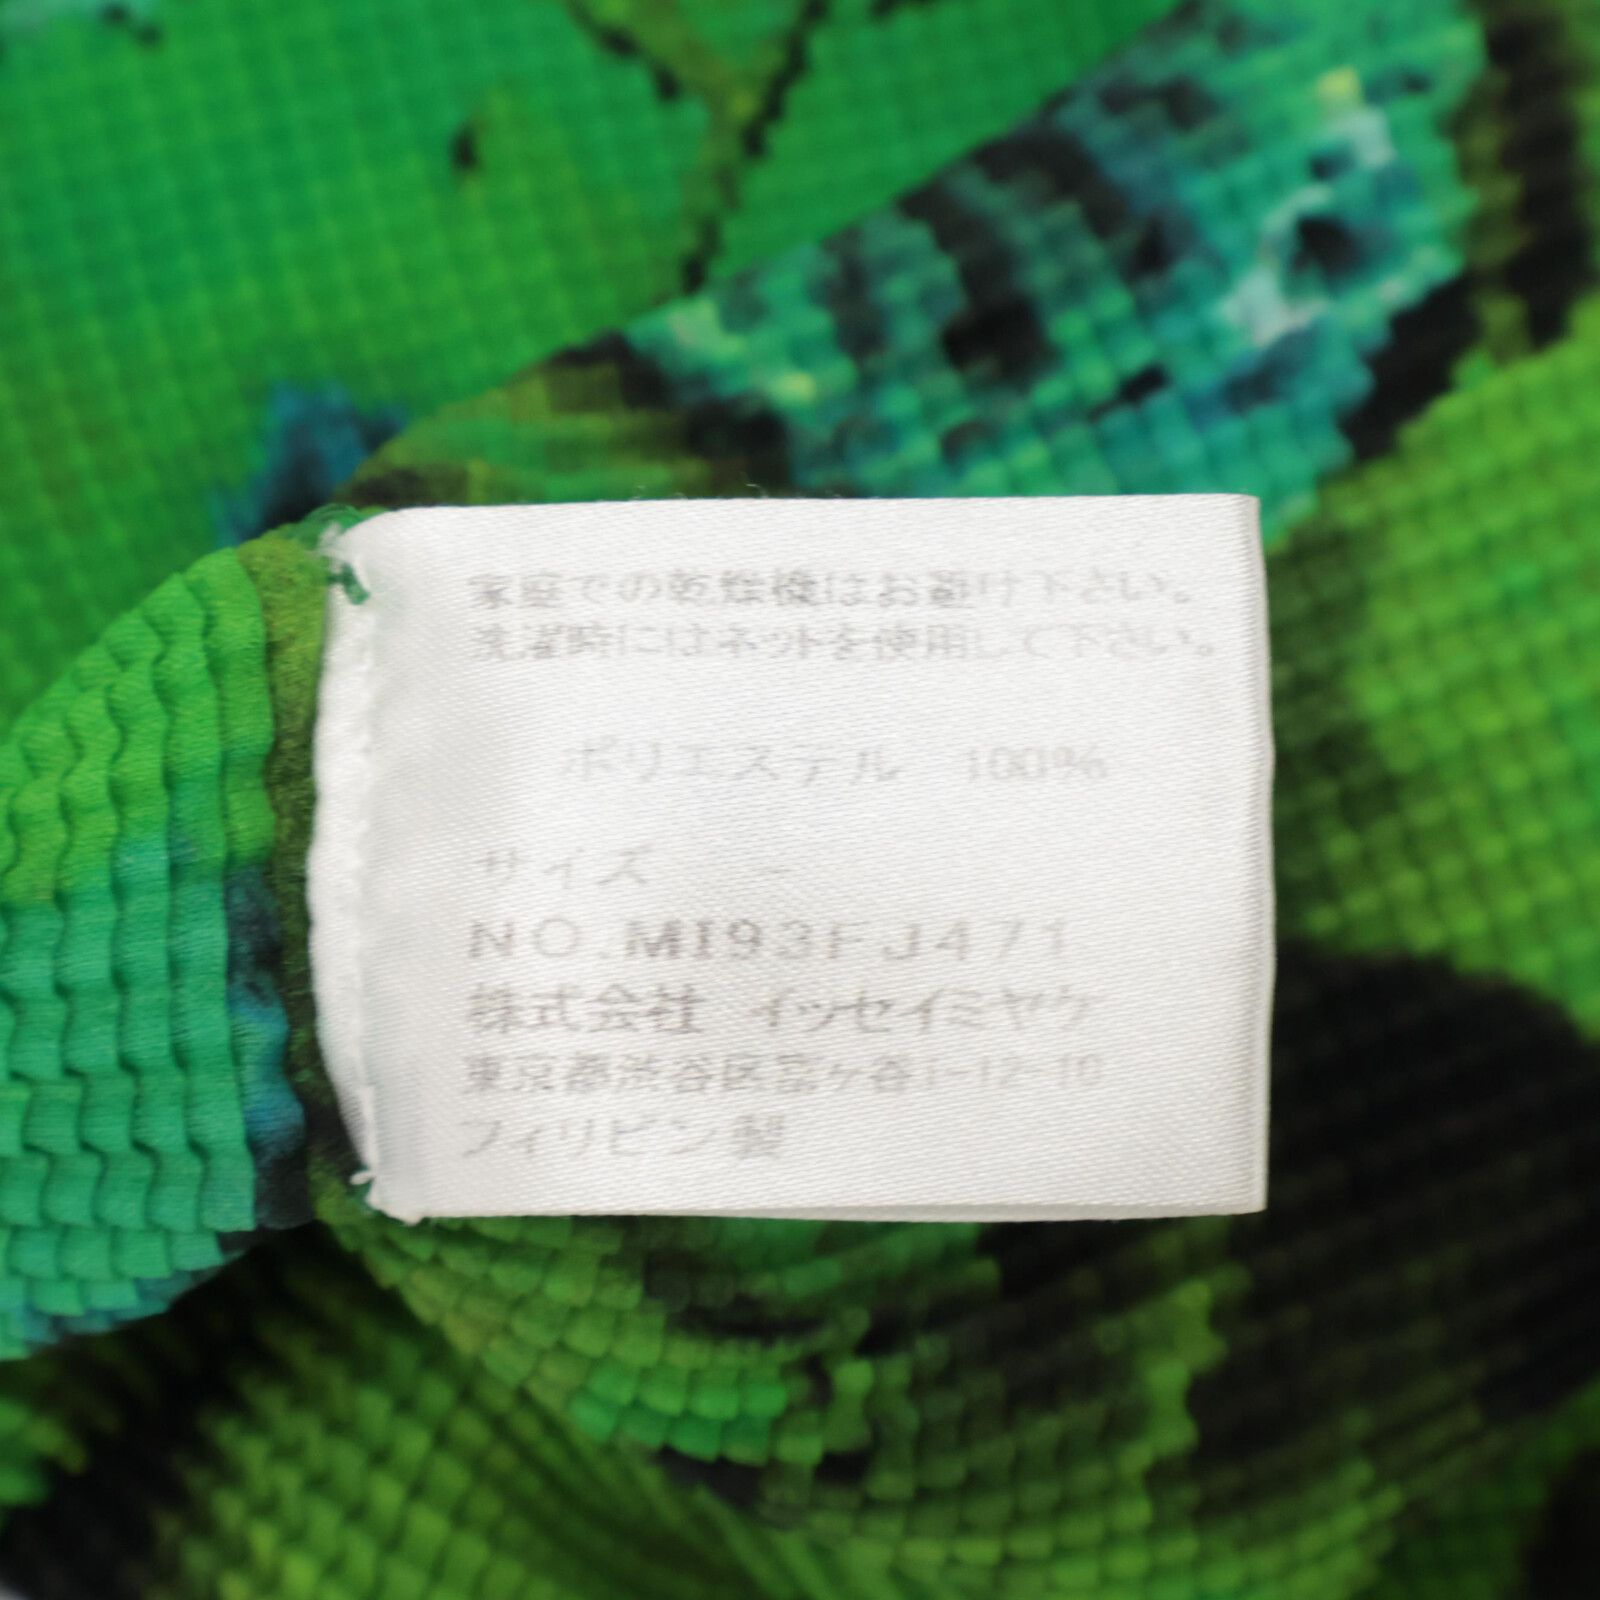 家庭での乾燥機はお避け下さい。
洗濯時にはネットを使用して下さい。
ポリエステル 100%
サイズ -
NO.MI93FJ471
株式会社 イッセイミヤケ
東京都渋谷区富ヶ谷1-12-10
フィリピン製